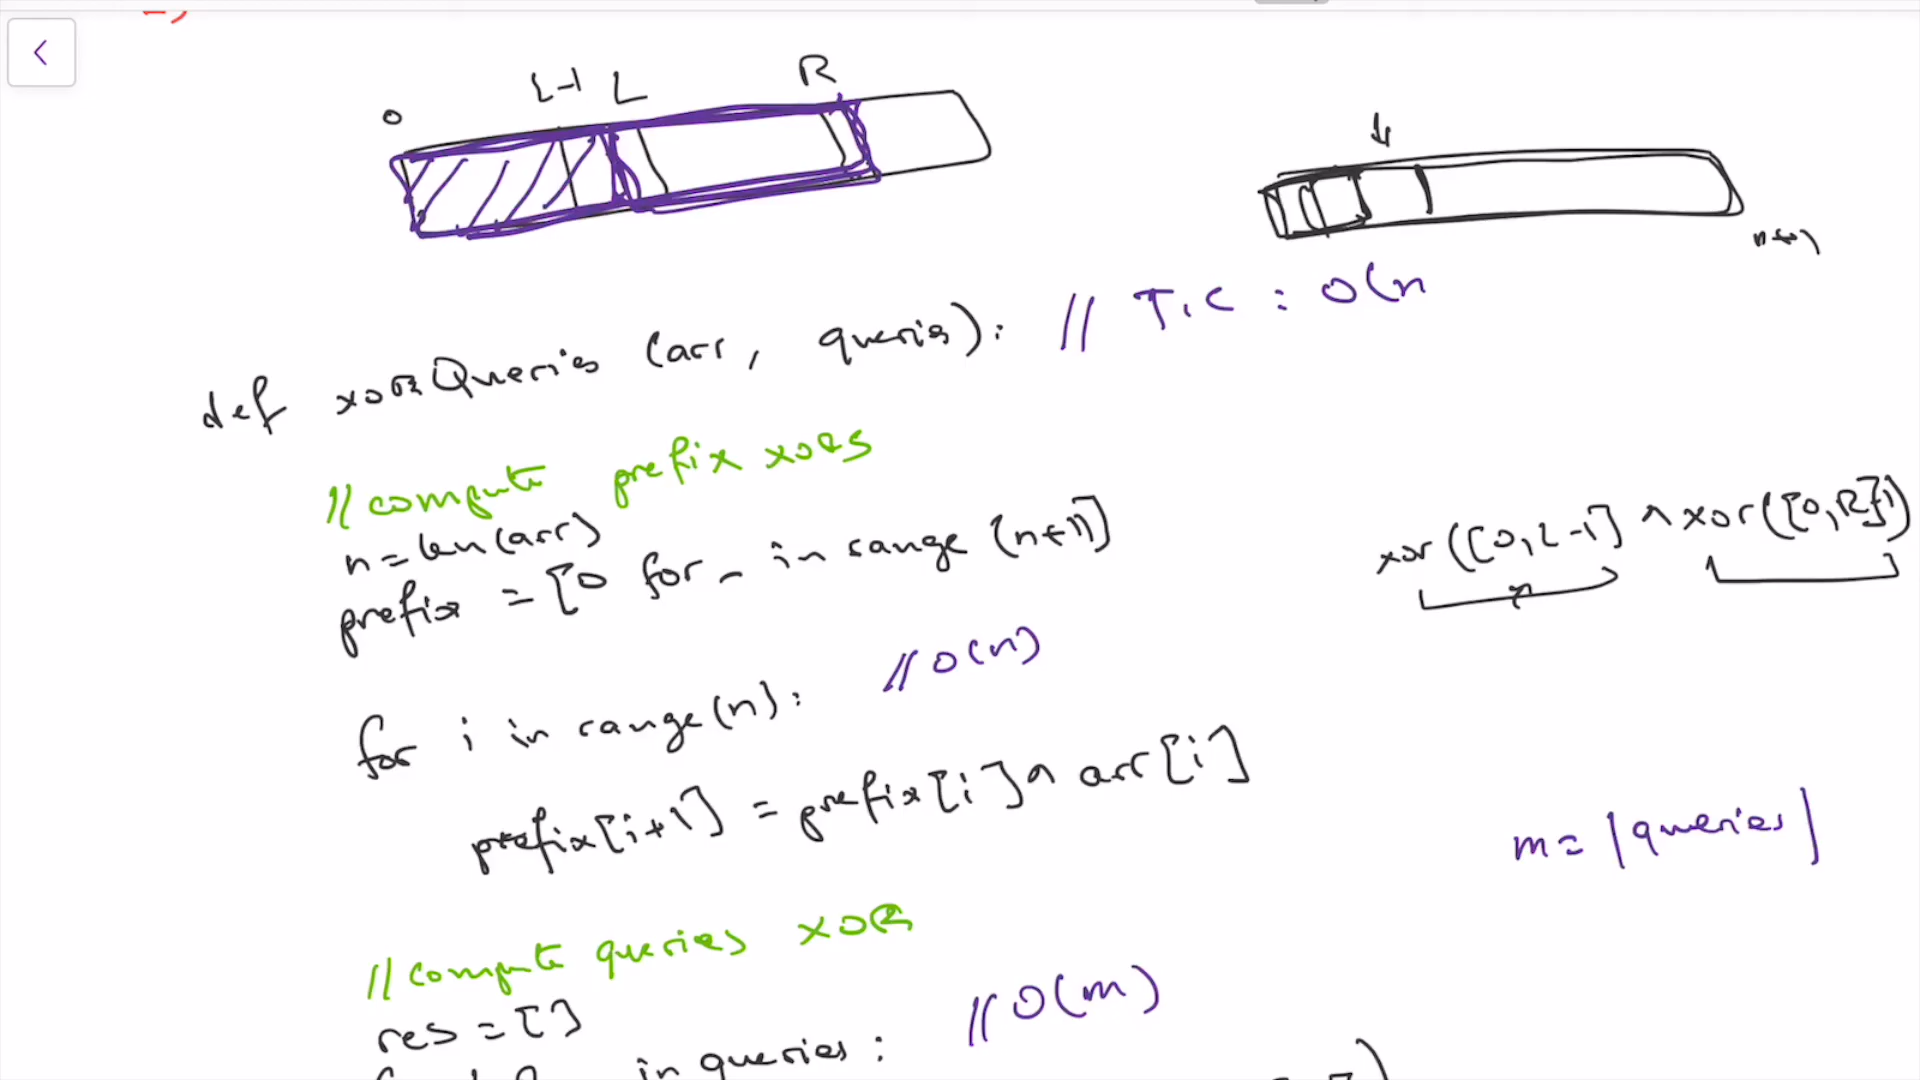 0 L-1 L R
n+1
def xorQueries (arr, queries): // T.C : O(n
//compute prefix xors
n = len(arr)
prefix = [0 for _ in range (n+1)]
xor([0,L-1] ^ xor([0,R])
for i in range(n): // O(n)
prefix[i+1] = prefix[i] ^ arr[i]
m = |queries|
//compute queries XOR
res = []
in queries: // O(m)